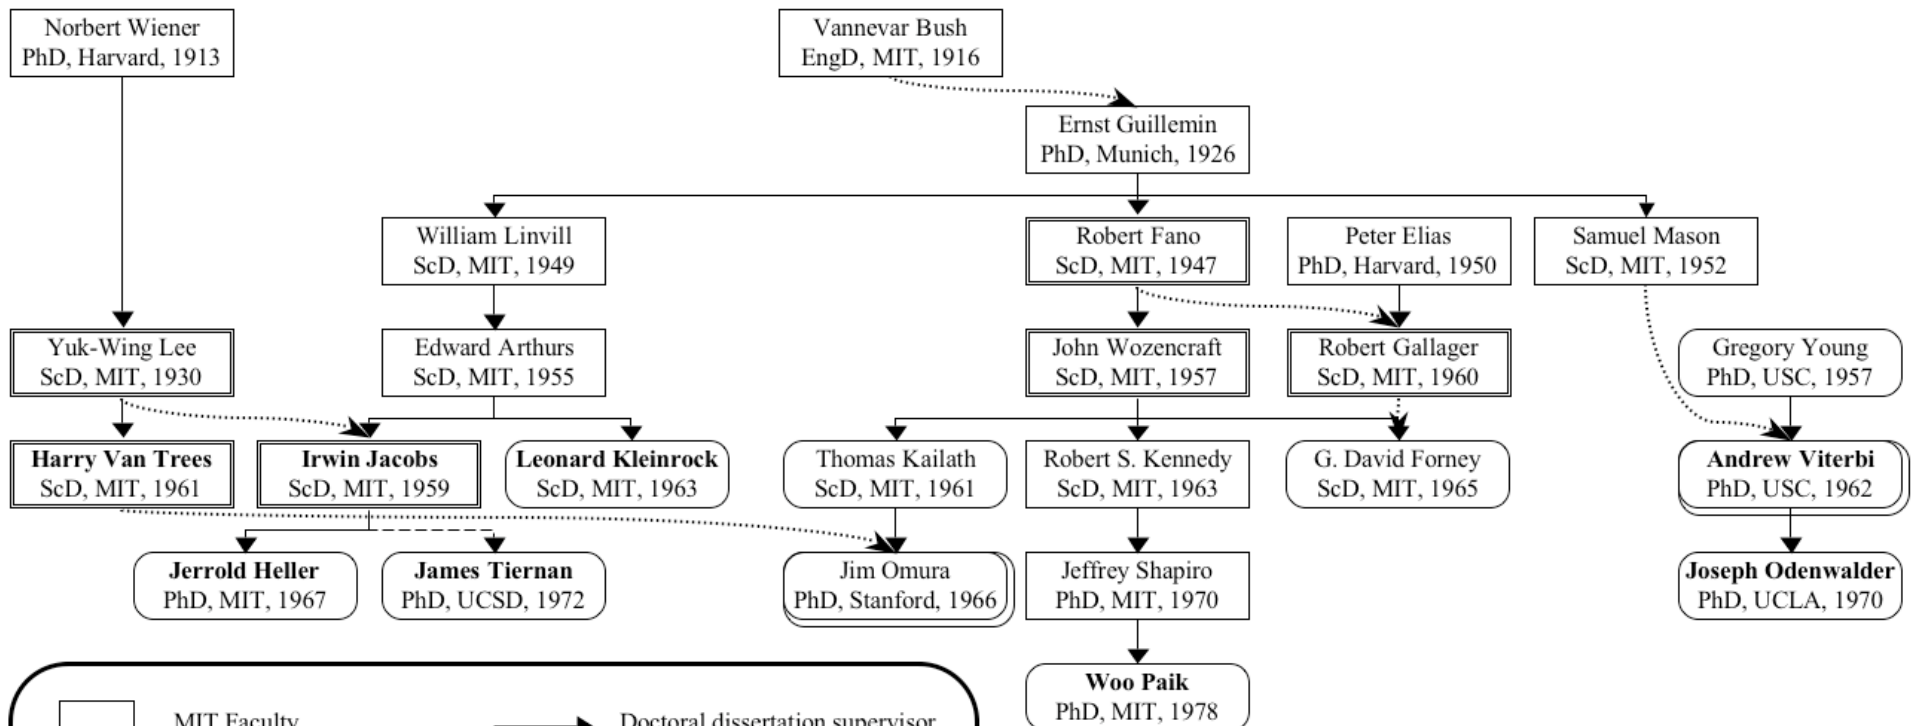 Norbert Wiener
PhD, Harvard, 1913
Vannevar Bush
EngD, MIT, 1916
Ernst Guillemin
PhD, Munich, 1926
William Linvill
ScD, MIT, 1949
Robert Fano
ScD, MIT, 1947
Peter Elias
PhD, Harvard, 1950
Samuel Mason
ScD, MIT, 1952
Yuk-Wing Lee
ScD, MIT, 1930
Edward Arthurs
ScD, MIT, 1955
John Wozencraft
ScD, MIT, 1957
Robert Gallager
ScD, MIT, 1960
Gregory Young
PhD, USC, 1957
Harry Van Trees
ScD, MIT, 1961
Irwin Jacobs
ScD, MIT, 1959
Leonard Kleinrock
ScD, MIT, 1963
Thomas Kailath
ScD, MIT, 1961
Robert S. Kennedy
ScD, MIT, 1963
G. David Forney
ScD, MIT, 1965
Andrew Viterbi
PhD, USC, 1962
Jerrold Heller
PhD, MIT, 1967
James Tiernan
PhD, UCSD, 1972
Jim Omura
PhD, Stanford, 1966
Jeffrey Shapiro
PhD, MIT, 1970
Joseph Odenwalder
PhD, UCLA, 1970
Woo Paik
PhD, MIT, 1978
MIT Faculty
Doctoral dissertation supervisor